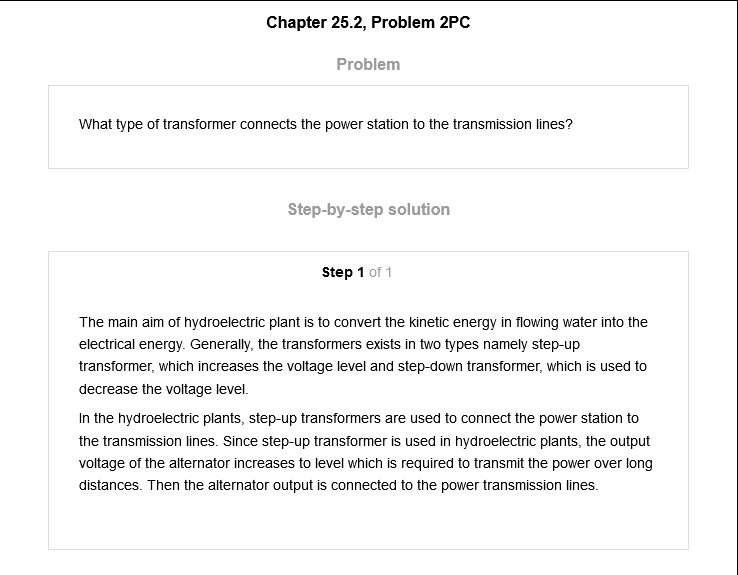 Chapter 25.2, Problem 2PC
Problem
What type of transformer connects the power station to the transmission lines?
Step-by-step solution
Step 1 of 1
The main aim of hydroelectric plant is to convert the kinetic energy in flowing water into the
electrical energy. Generally, the transformers exists in two types namely step-up
transformer, which increases the voltage level and step-down transformer, which is used to
decrease the voltage level.
In the hydroelectric plants, step-up transformers are used to connect the power station to
the transmission lines. Since step-up transformer is used in hydroelectric plants, the output
voltage of the alternator increases to level which is required to transmit the power over long
distances. Then the alternator output is connected to the power transmission lines.